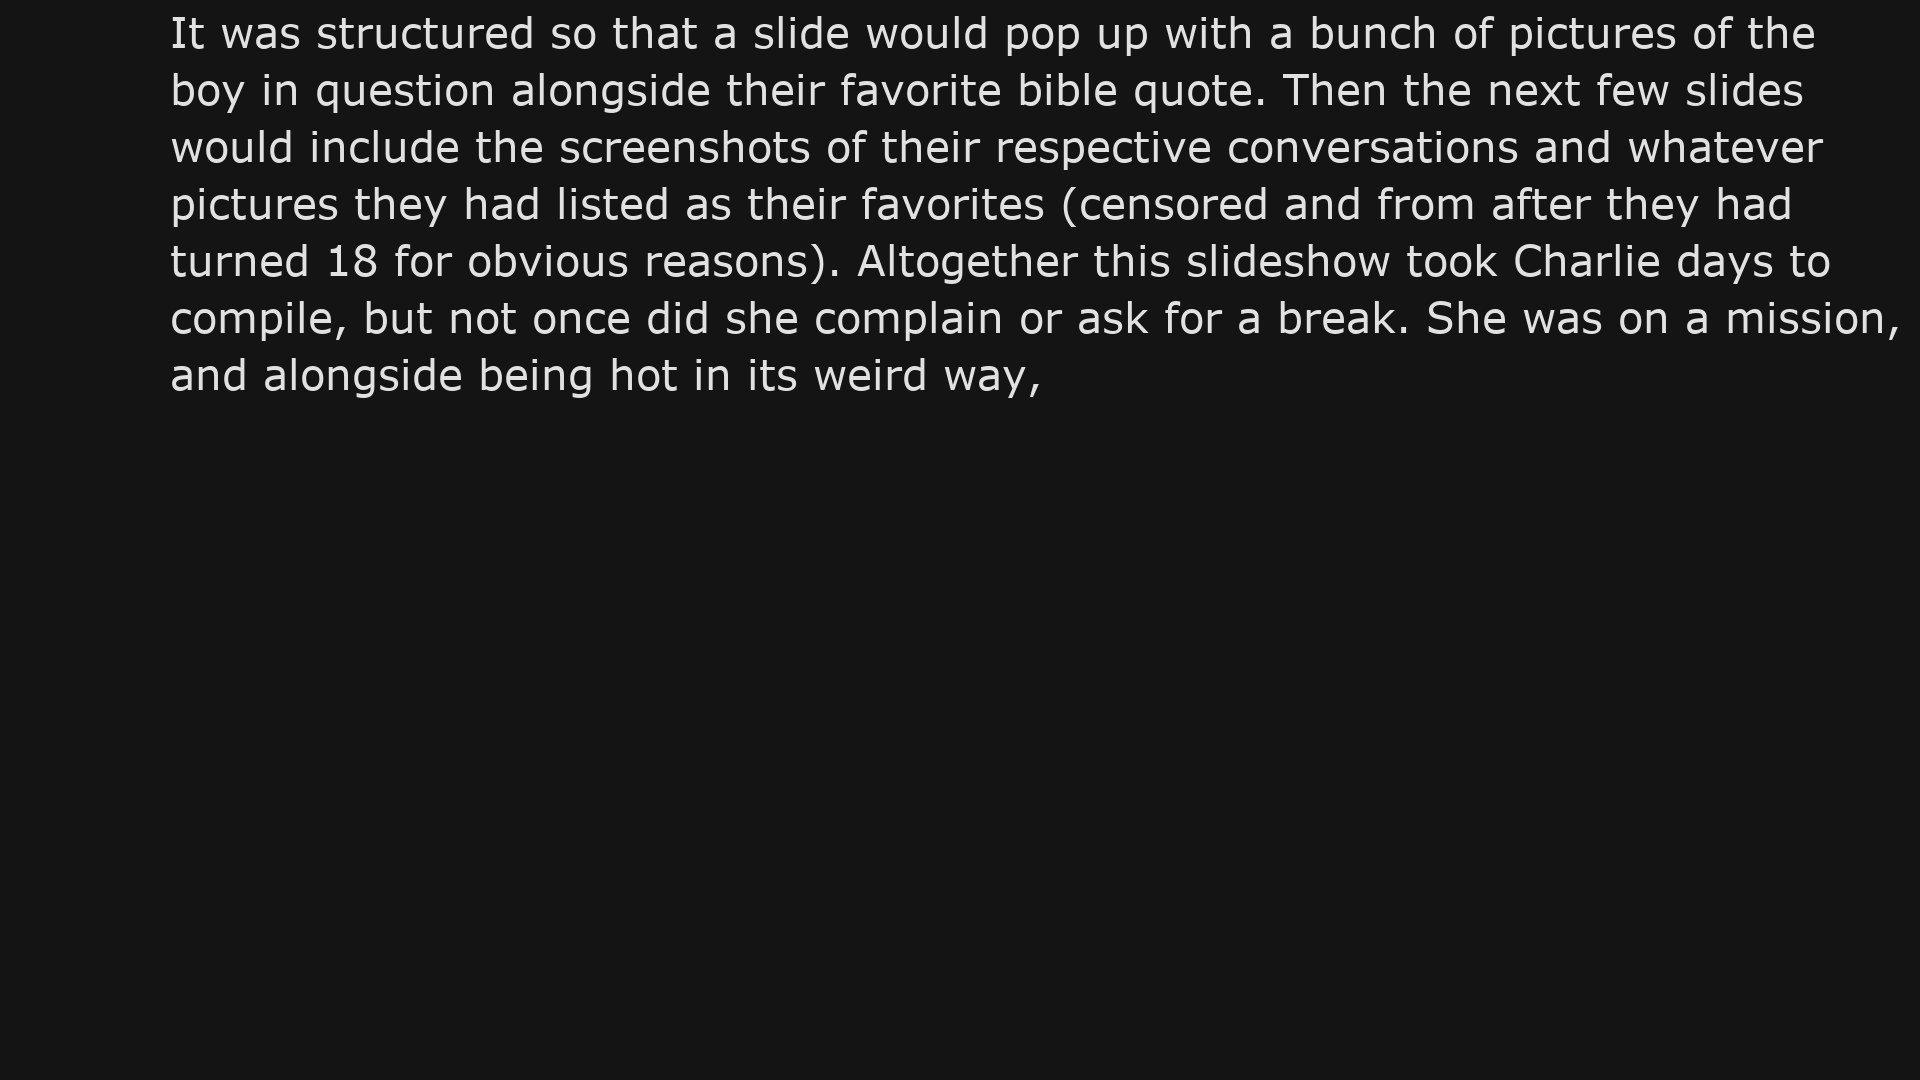 It was structured so that a slide would pop up with a bunch of pictures of the
boy in question alongside their favorite bible quote. Then the next few slides
would include the screenshots of their respective conversations and whatever
pictures they had listed as their favorites (censored and from after they had
turned 18 for obvious reasons). Altogether this slideshow took Charlie days to
compile, but not once did she complain or ask for a break. She was on a mission,
and alongside being hot in its weird way,